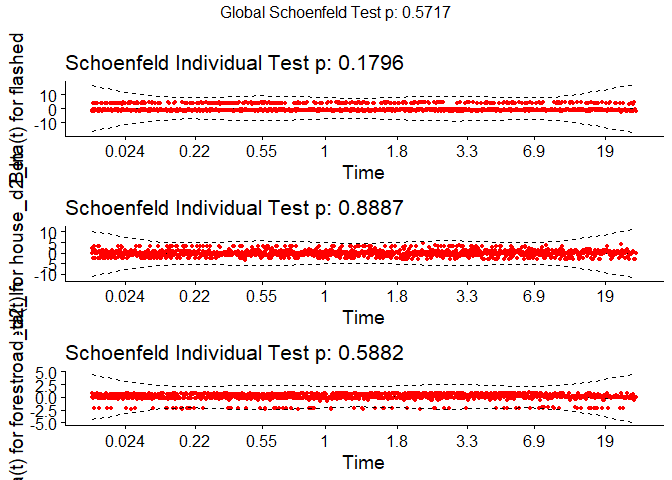 Global Schoenfeld Test p: 0.5717
Schoenfeld Individual Test p: 0.1796
10
0
-10
0.024 0.22 0.55 1 1.8 3.3 6.9 19
Time
Schoenfeld Individual Test p: 0.8887
10
5
0
-5
-10
0.024 0.22 0.55 1 1.8 3.3 6.9 19
Time
Schoenfeld Individual Test p: 0.5882
5.0
2.5
0.0
-2.5
-5.0
0.024 0.22 0.55 1 1.8 3.3 6.9 19
Time
for flashed
for house_d2
for forestroad